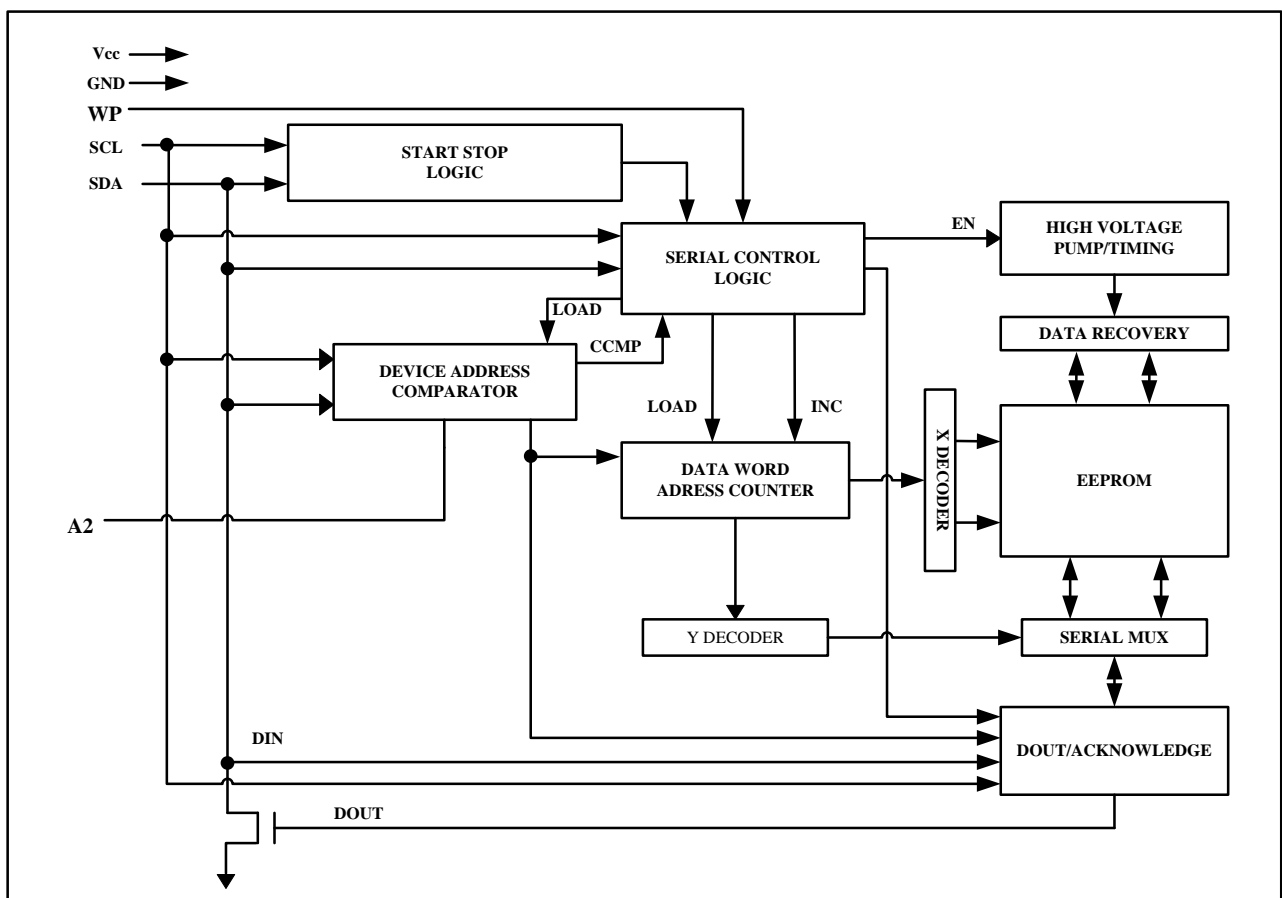 Vcc
GND
WP
SCL
SDA
START STOP
LOGIC
EN
HIGH VOLTAGE
PUMP/TIMING
SERIAL CONTROL
LOGIC
LOAD
CCMP
DATA RECOVERY
DEVICE ADDRESS
COMPARATOR
LOAD
INC
X DECODER
DATA WORD
ADRESS COUNTER
EEPROM
A2
Y DECODER
SERIAL MUX
DIN
DOUT/ACKNOWLEDGE
DOUT